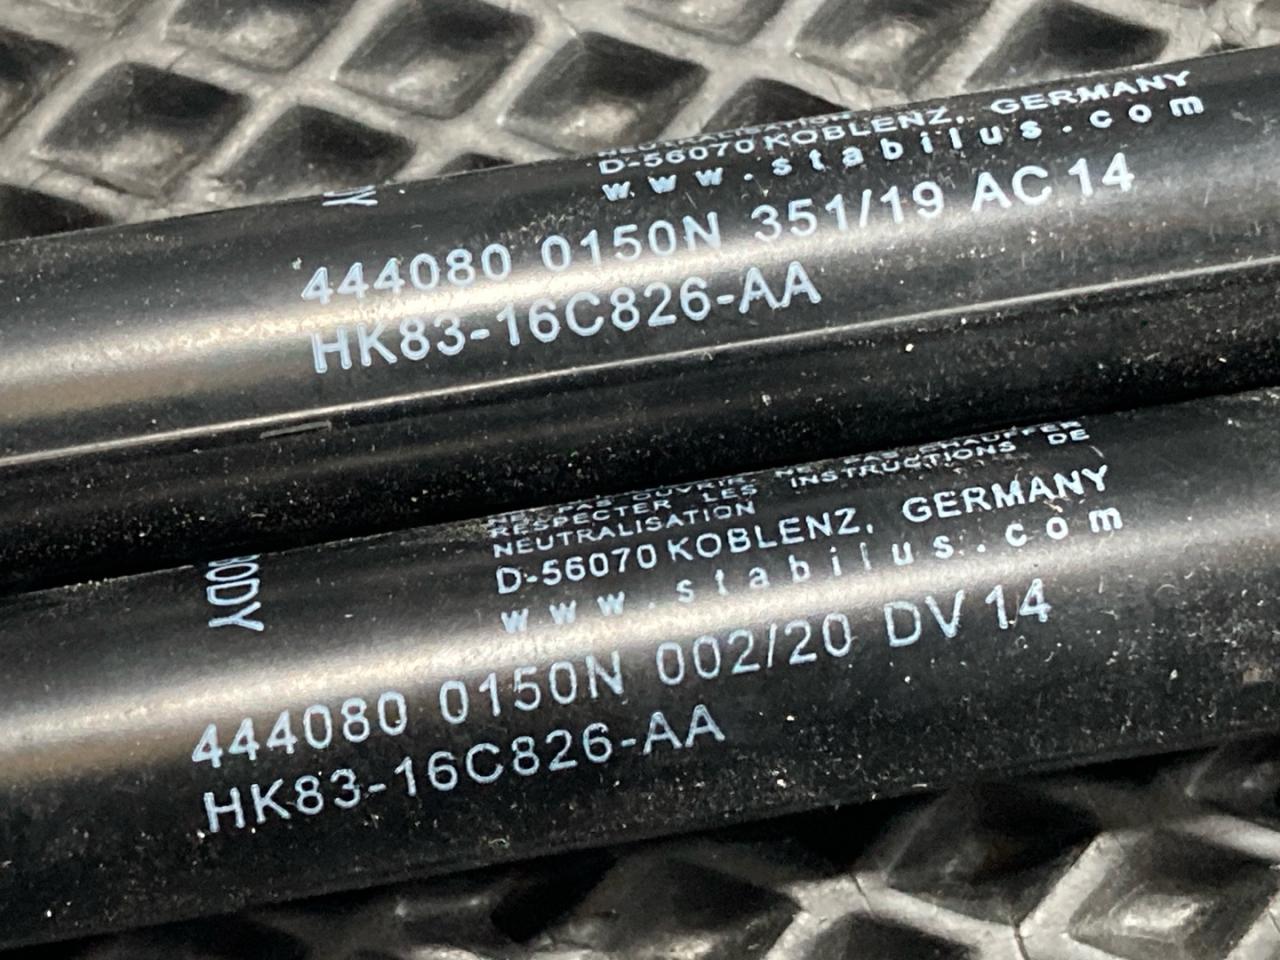 D-56070 KOBLENZ, GERMANY
www.stabilus.com
444080 0150N 351/19 AC 14
HK83-16C826-AA
RESPECTER LES INSTRUCTIONS DE
NEUTRALISATION
D-56070 KOBLENZ, GERMANY
www.stabilus.com
444080 0150N 002/20 DV 14
HK83-16C826-AA